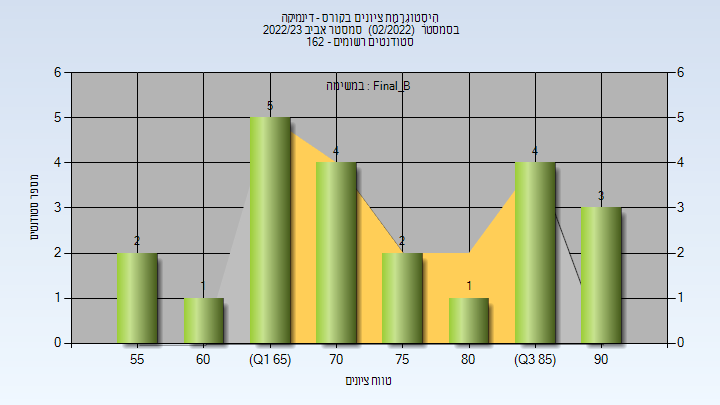 היסטוגרמת ציונים בקורס - דינמיקה
בסמסטר (02/2022) סמסטר אביב 2022/23
סטודנטים רשומים - 162
במשימה : Final_B
מספר סטודנטים
6 6
5 5
4 4
3 3
2 2
1 1
0 0
2 1 5 4 2 1 4 3
55 60 (Q1 65) 70 75 80 (Q3 85) 90
טווח ציונים